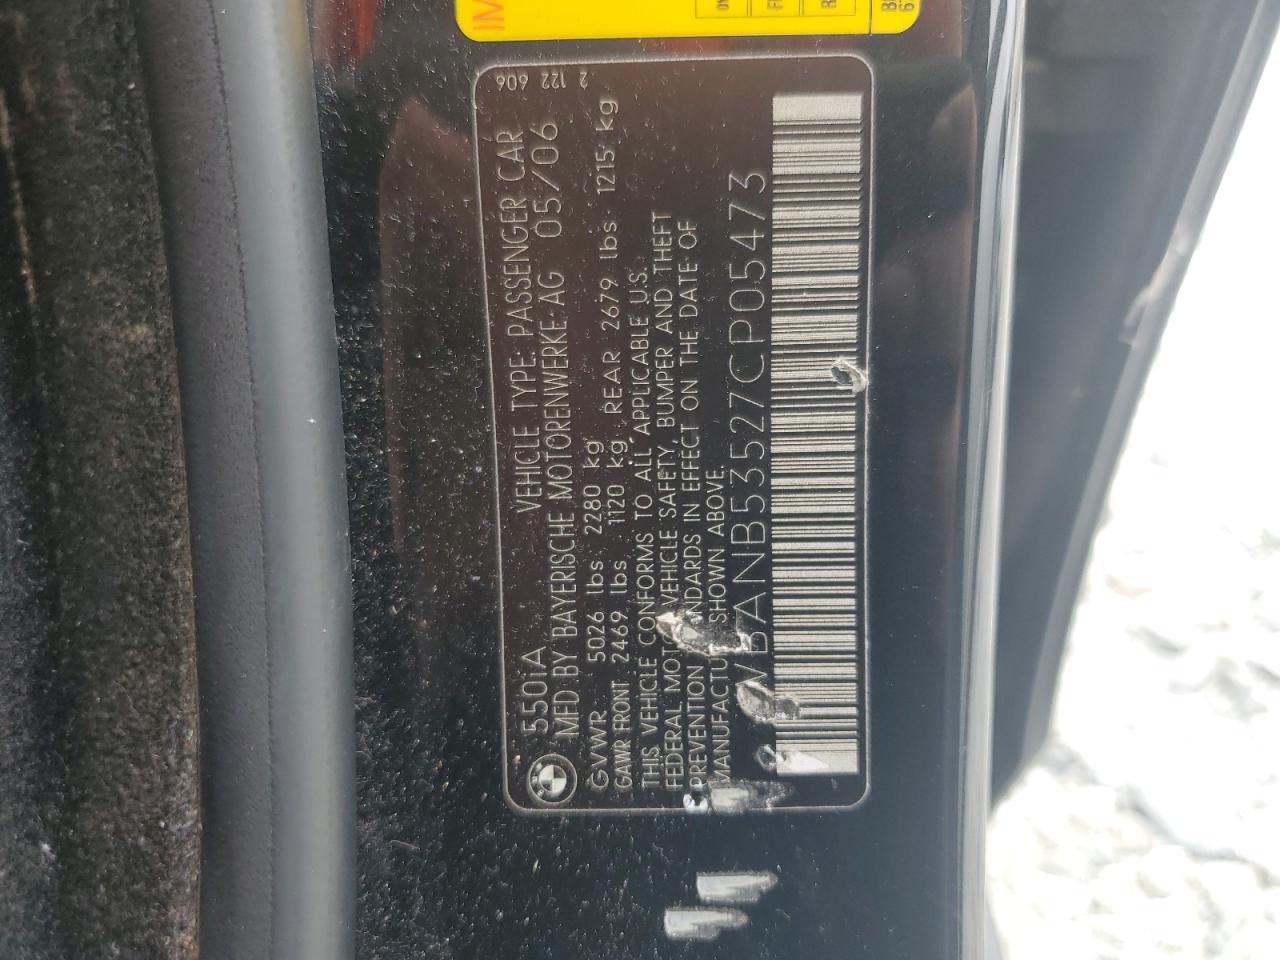 550iA VEHICLE TYPE: PASSENGER CAR
MFD BY BAYERISCHE MOTORENWERKE AG 05/06
GVWR 5026 lbs 2280 kg
GAWR FRONT 2469 lbs 1120 kg REAR 2679 lbs 1215 kg
THIS VEHICLE CONFORMS TO ALL APPLICABLE U.S.
FEDERAL VEHICLE SAFETY, BUMPER AND THEFT
PREVENTION IN EFFECT ON THE DATE OF
SHOWN ABOVE.
WBANB53527CP05473
2 122 606
IM